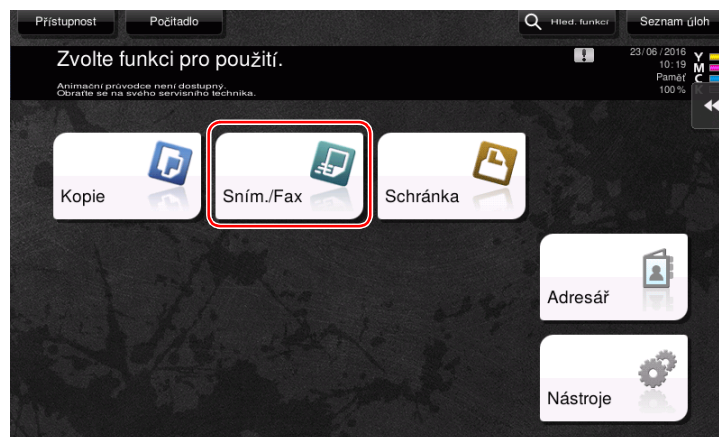 Přístupnost
Počitadlo
Hled. funkcí
Seznam úloh
Zvolte funkci pro použití.
Animační průvodce není dostupný.
Obraťte se na svého servisního technika.
23/06/2016
10:19
Paměť
100 %
Y
M
C
K
Kopie
Sním./Fax
Schránka
Adresář
Nástroje